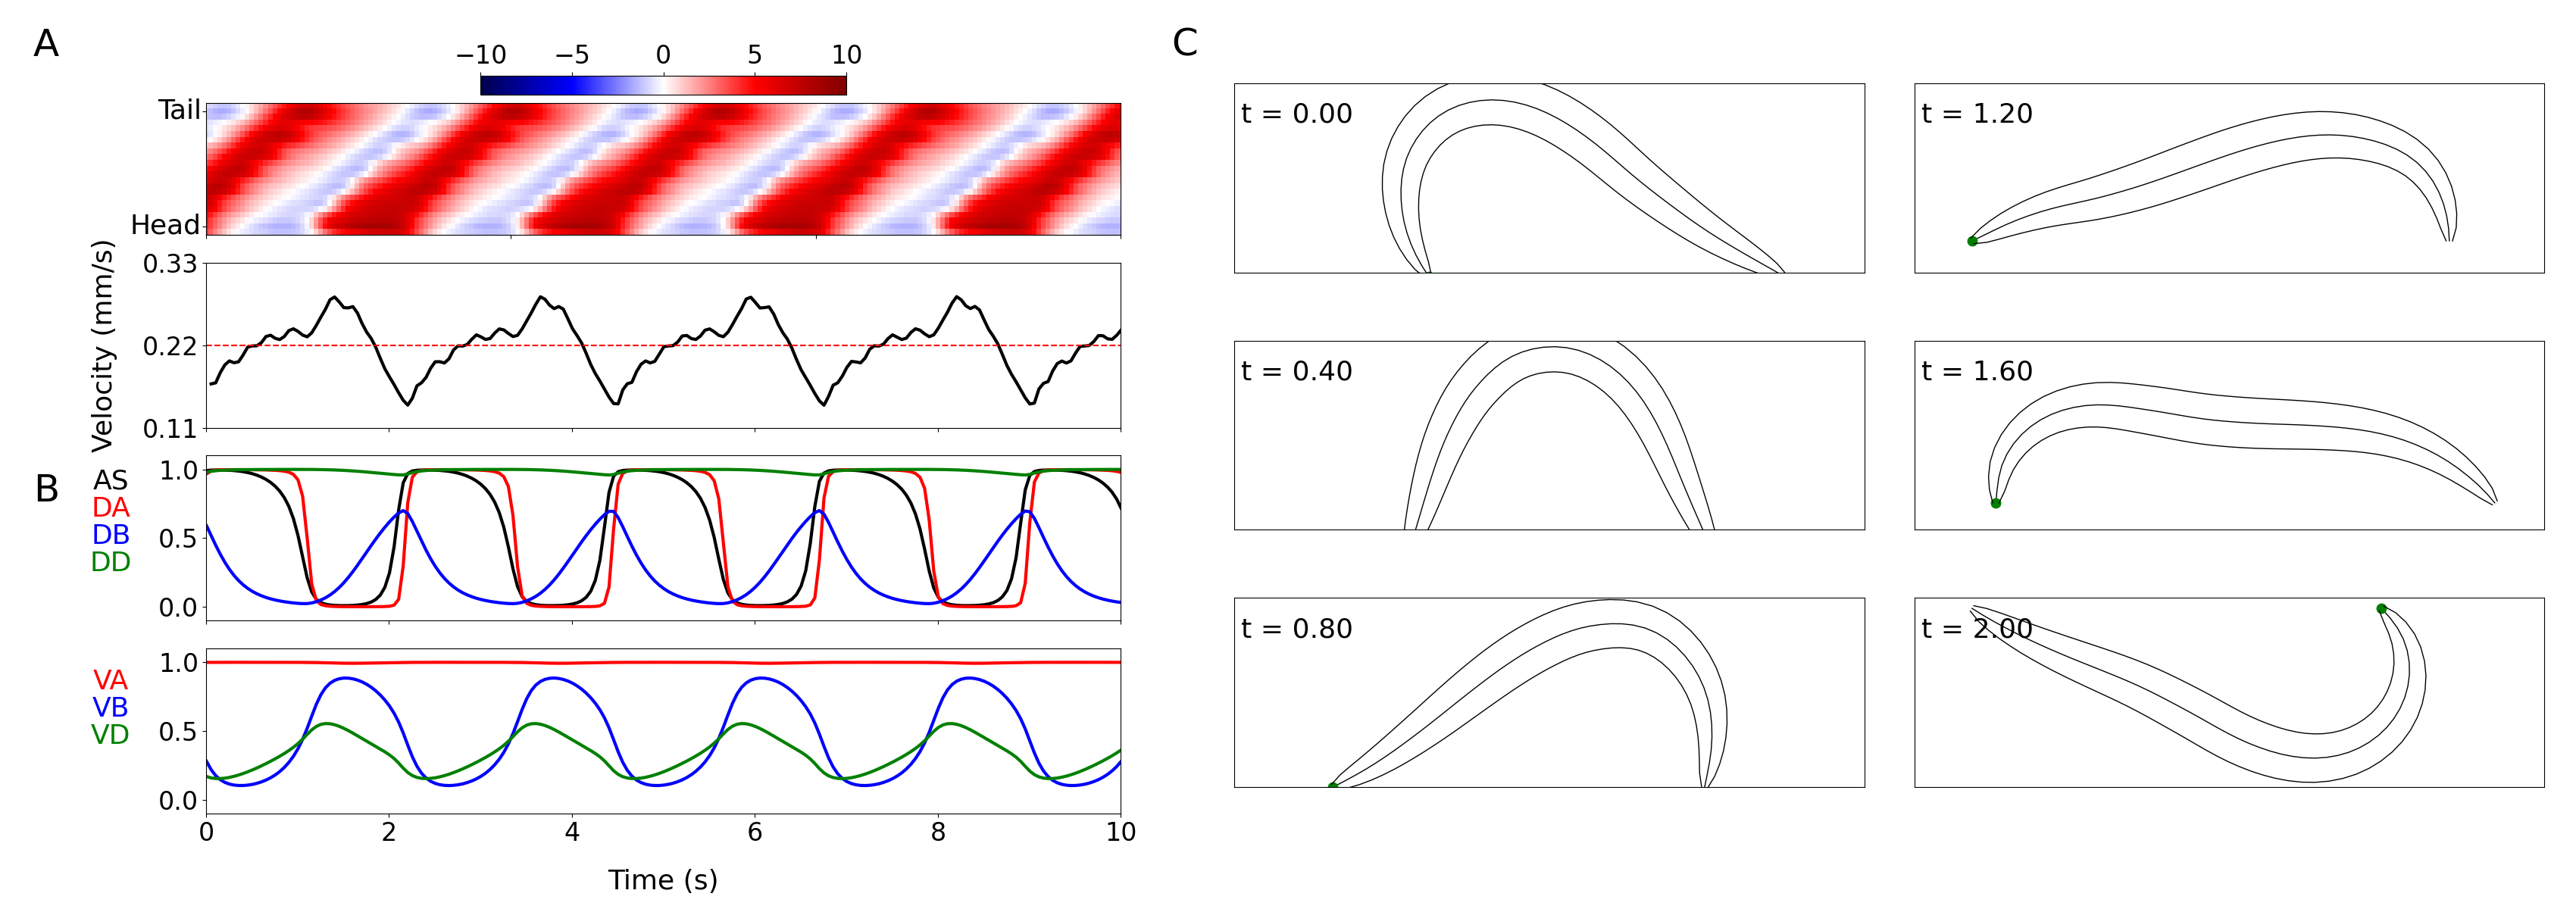 A
−10 −5 0 5 10
Tail
Head
Velocity (mm/s)
0.33
0.22
0.11
B
AS
DA
DB
DD
1.0
0.5
0.0
VA
VB
VD
1.0
0.5
0.0
0 2 4 6 8 10
Time (s)
C
t = 0.00
t = 1.20
t = 0.40
t = 1.60
t = 0.80
t = 2.00